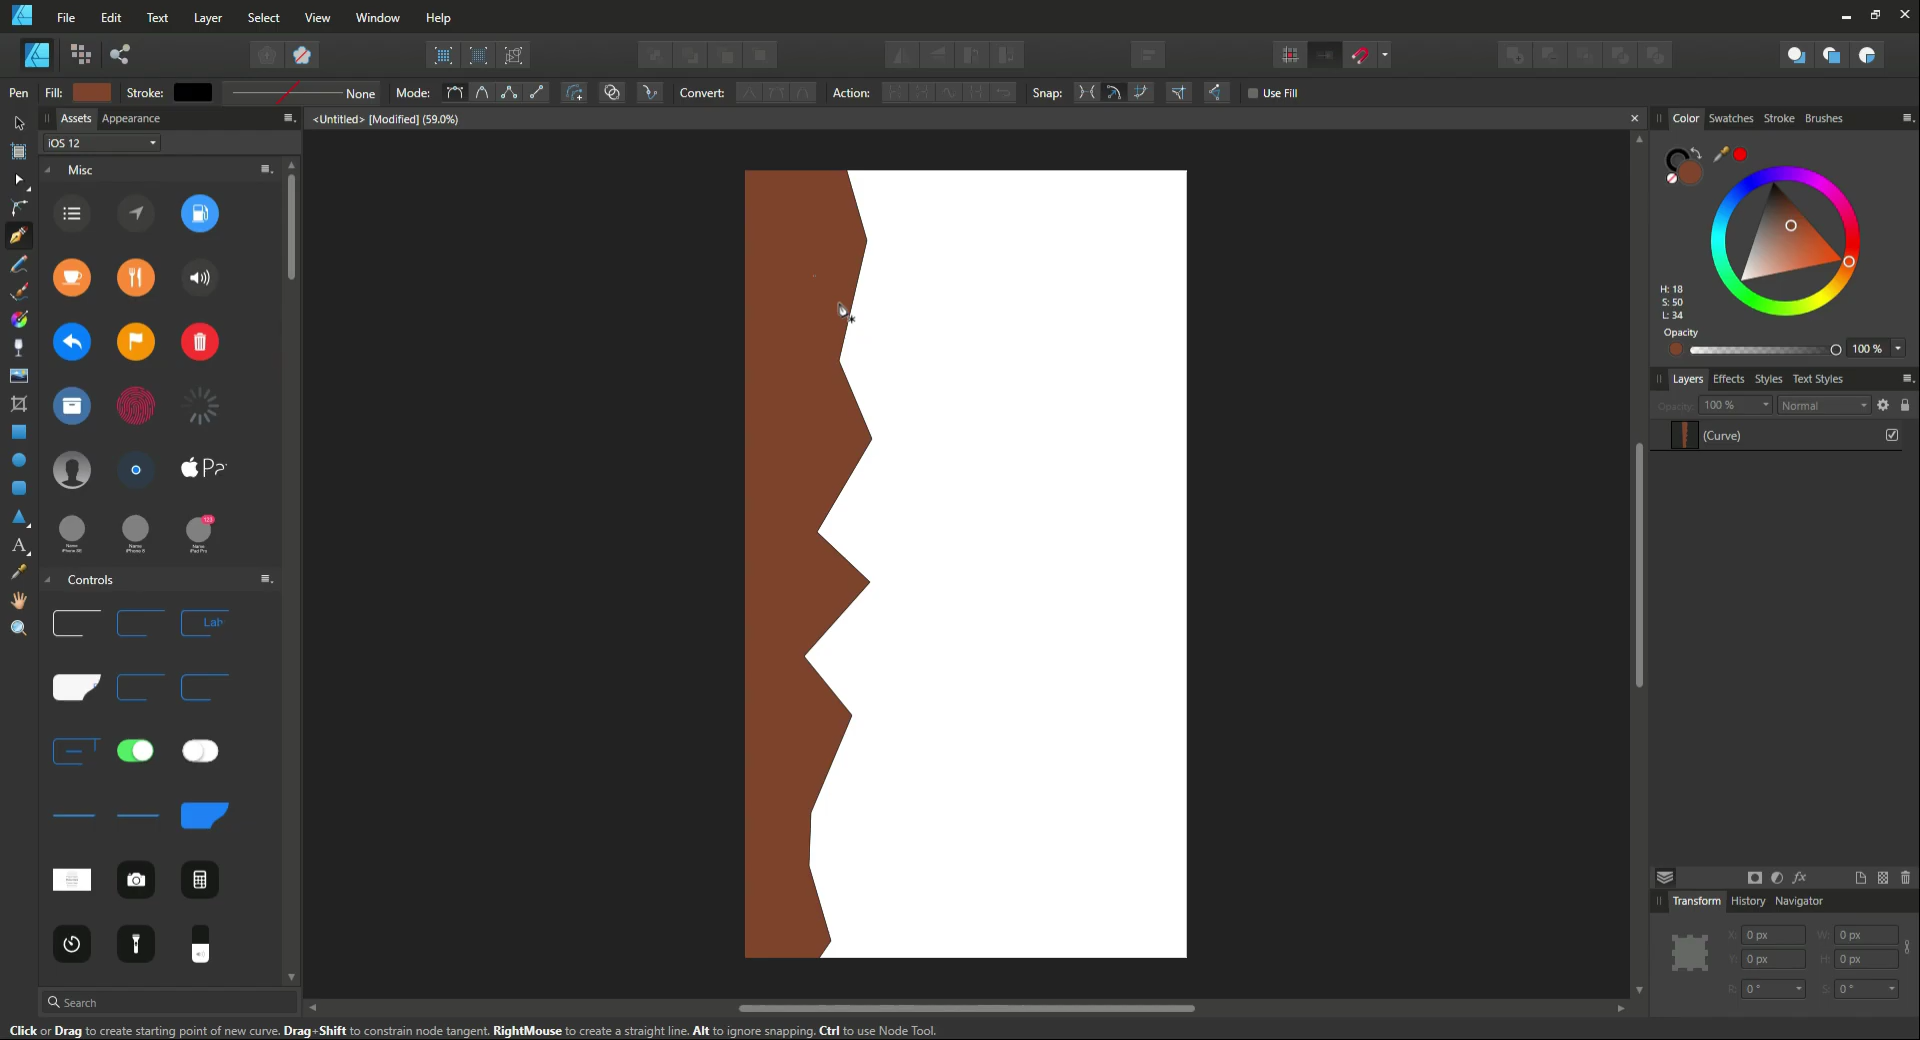 File Edit Text Layer Select View Window Help
Pen Fill: Stroke: None Mode: Convert: Action: Snap: Use Fill
Assets Appearance
<Untitled> [Modified] (59.0%)
Color Swatches Stroke Brushes
iOS 12
Misc
H: 18
S: 50
L: 34
Opacity
100 %
Layers Effects Styles Text Styles
Opacity: 100 % Normal
(Curve)
123
Controls
Transform History Navigator
X: 0 px W: 0 px
Y: 0 px H: 0 px
R: 0 ° S: 0 °
Search
Click or Drag to create starting point of new curve. Drag+Shift to constrain node tangent. RightMouse to create a straight line. Alt to ignore snapping. Ctrl to use Node Tool.